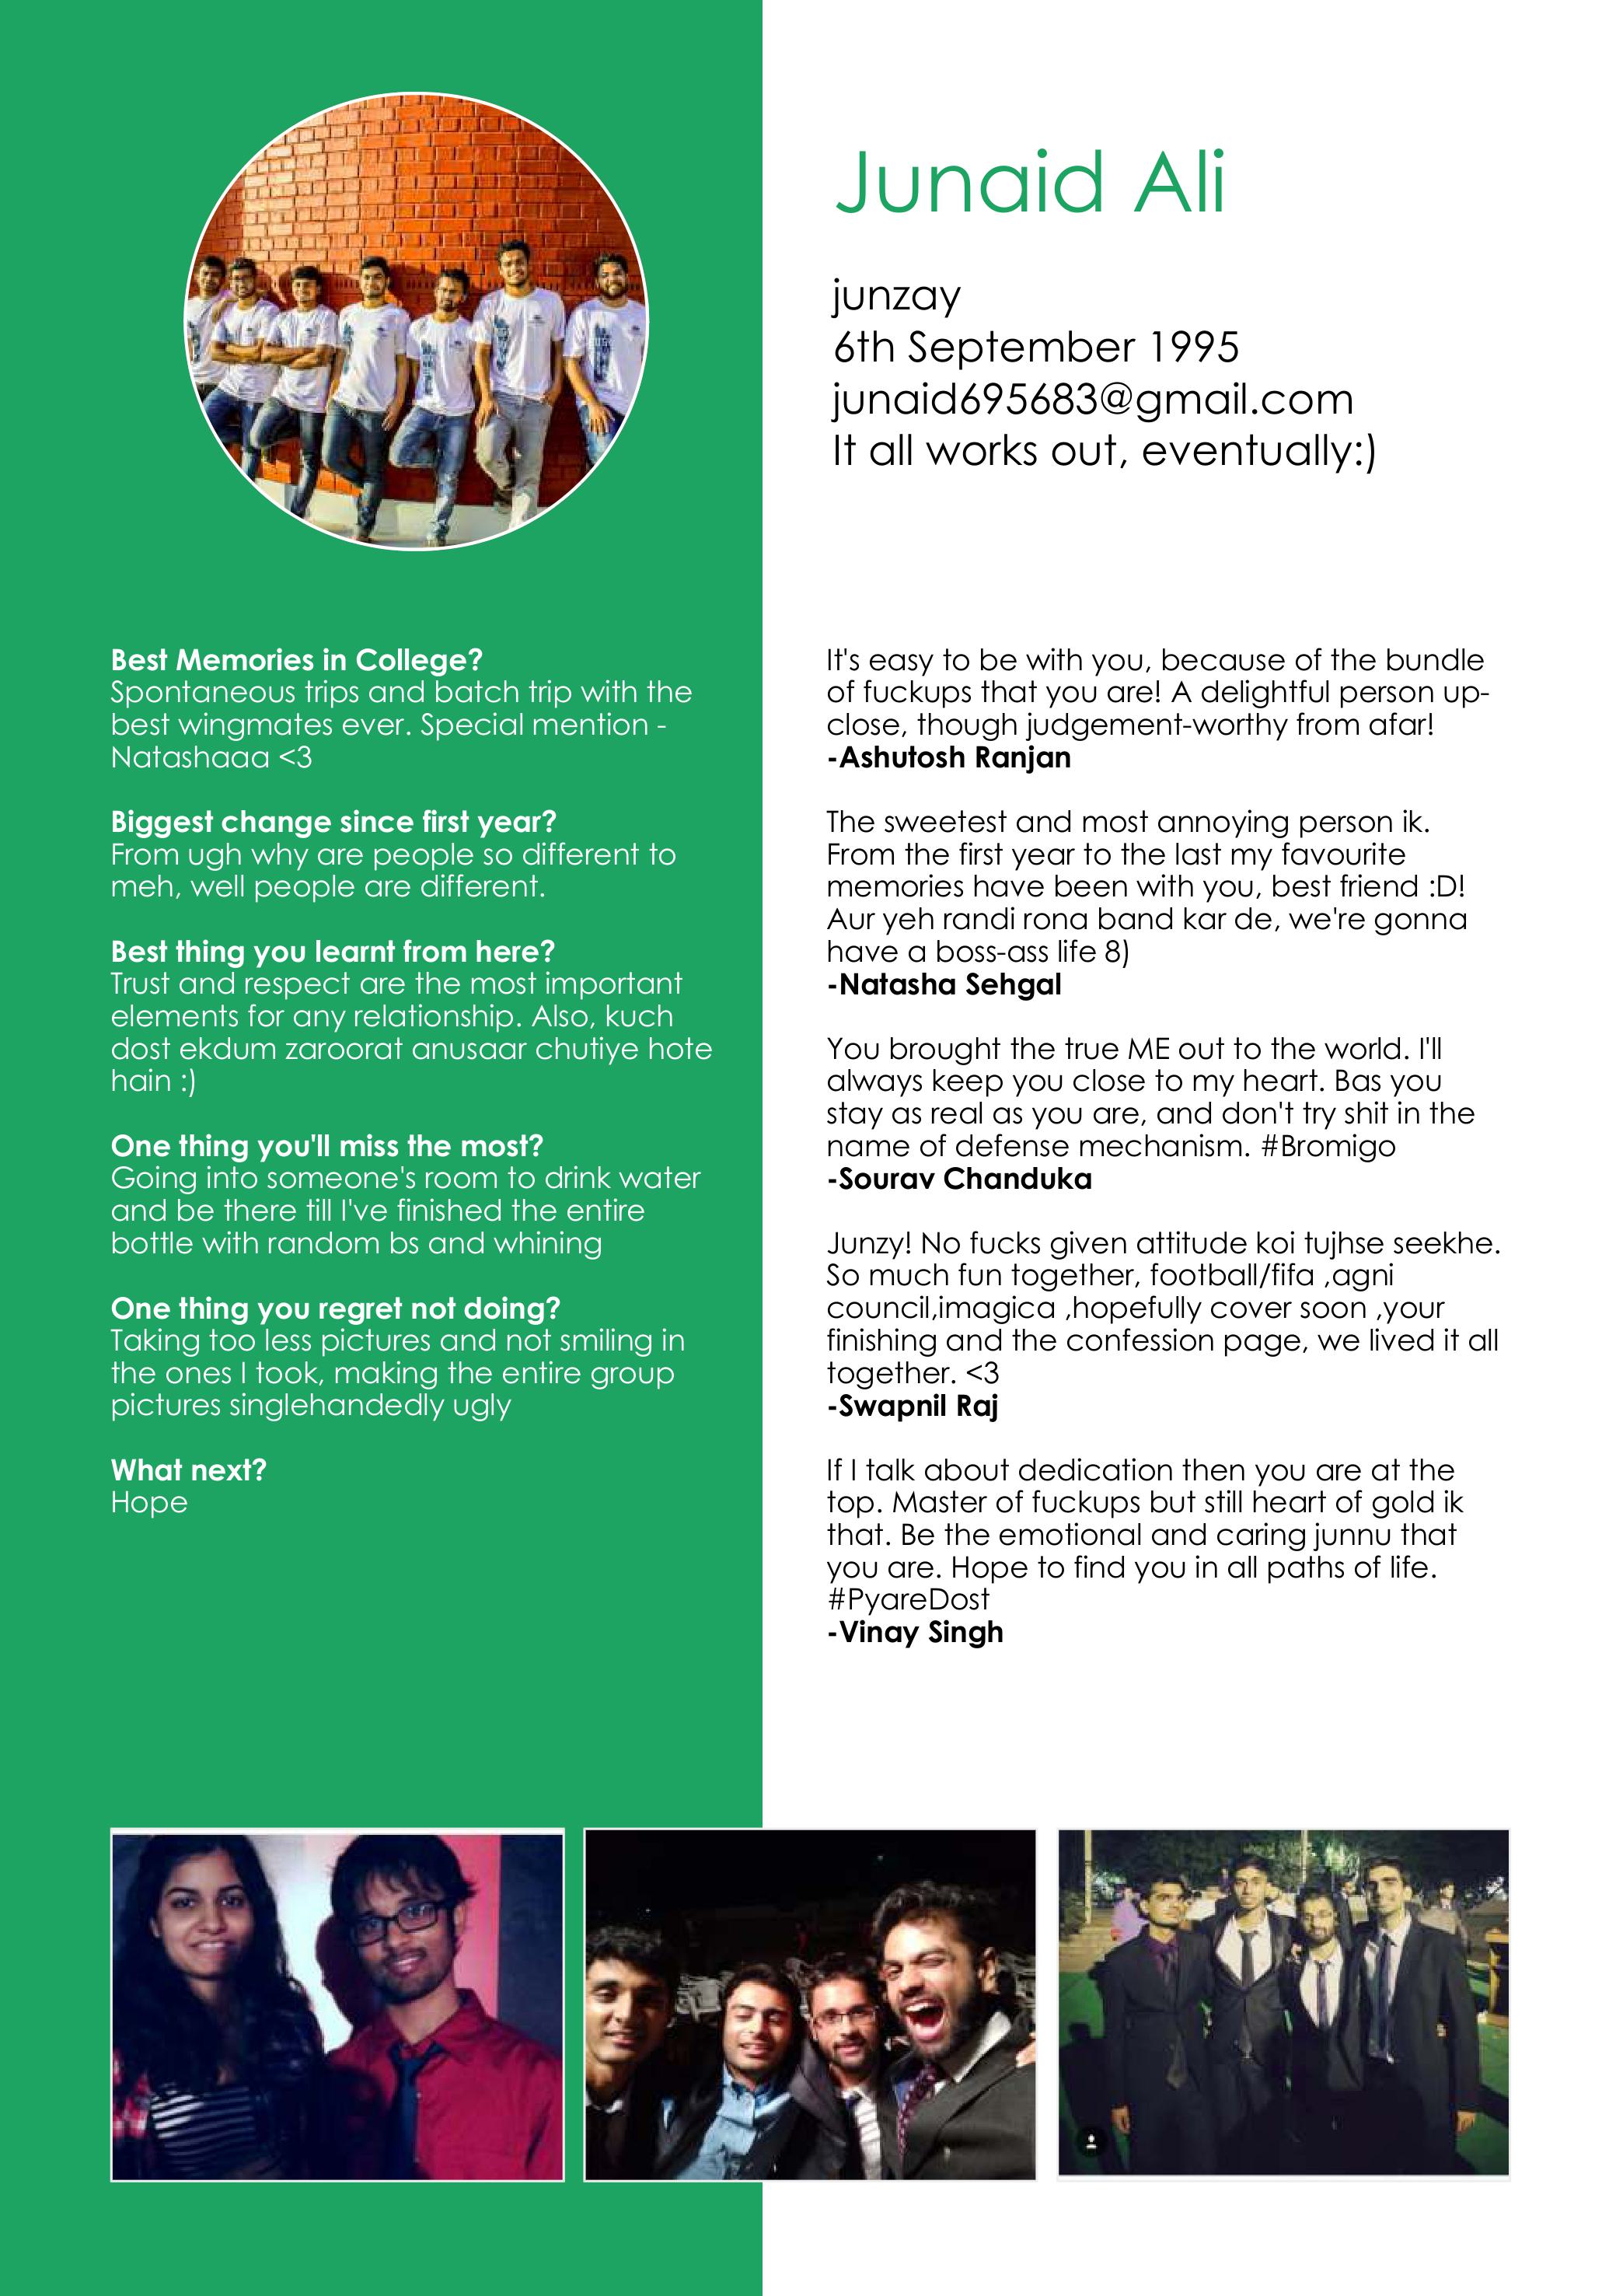 Junaid Ali
junzay
6th September 1995
junaid695683@gmail.com
It all works out, eventually:)
Best Memories in College?
Spontaneous trips and batch trip with the
best wingmates ever. Special mention -
Natashaaa <3
Biggest change since first year?
From ugh why are people so different to
meh, well people are different.
Best thing you learnt from here?
Trust and respect are the most important
elements for any relationship. Also, kuch
dost ekdum zaroorat anusaar chutiye hote
hain :)
One thing you'll miss the most?
Going into someone's room to drink water
and be there till I've finished the entire
bottle with random bs and whining
One thing you regret not doing?
Taking too less pictures and not smiling in
the ones I took, making the entire group
pictures singlehandedly ugly
What next?
Hope
It's easy to be with you, because of the bundle
of fuckups that you are! A delightful person up-
close, though judgement-worthy from afar!
-Ashutosh Ranjan
The sweetest and most annoying person ik.
From the first year to the last my favourite
memories have been with you, best friend :D!
Aur yeh randi rona band kar de, we're gonna
have a boss-ass life 8)
-Natasha Sehgal
You brought the true ME out to the world. I'll
always keep you close to my heart. Bas you
stay as real as you are, and don't try shit in the
name of defense mechanism. #Bromigo
-Sourav Chanduka
Junzy! No fucks given attitude koi tujhse seekhe.
So much fun together, football/fifa ,agni
council,imagica ,hopefully cover soon ,your
finishing and the confession page, we lived it all
together. <3
-Swapnil Raj
If I talk about dedication then you are at the
top. Master of fuckups but still heart of gold ik
that. Be the emotional and caring junnu that
you are. Hope to find you in all paths of life.
#PyareDost
-Vinay Singh